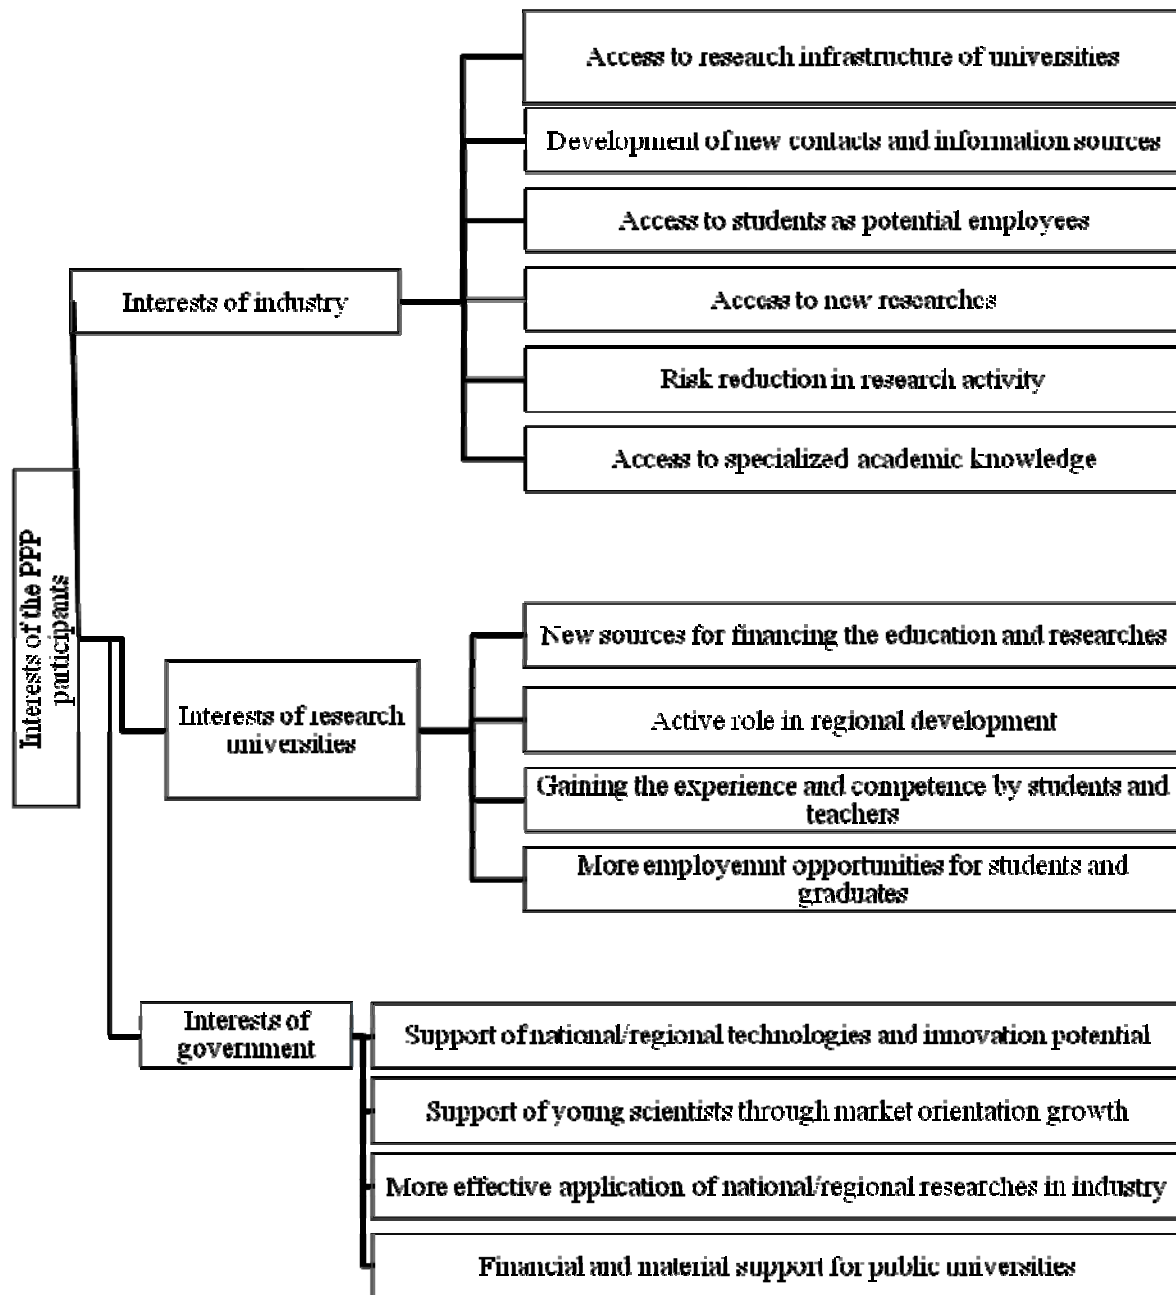 Interests of the PPP
participants
Interests of industry
Access to research infrastructure of universities
Development of new contacts and information sources
Access to students as potential employees
Access to new researches
Risk reduction in research activity
Access to specialized academic knowledge
Interests of research
universities
New sources for financing the education and researches
Active role in regional development
Gaining the experience and competence by students and
teachers
More employemnt opportunities for students and
graduates
Interests of
government
Support of national/regional technologies and innovation potential
Support of young scientists through market orientation growth
More effective application of national/regional researches in industry
Financial and material support for public universities